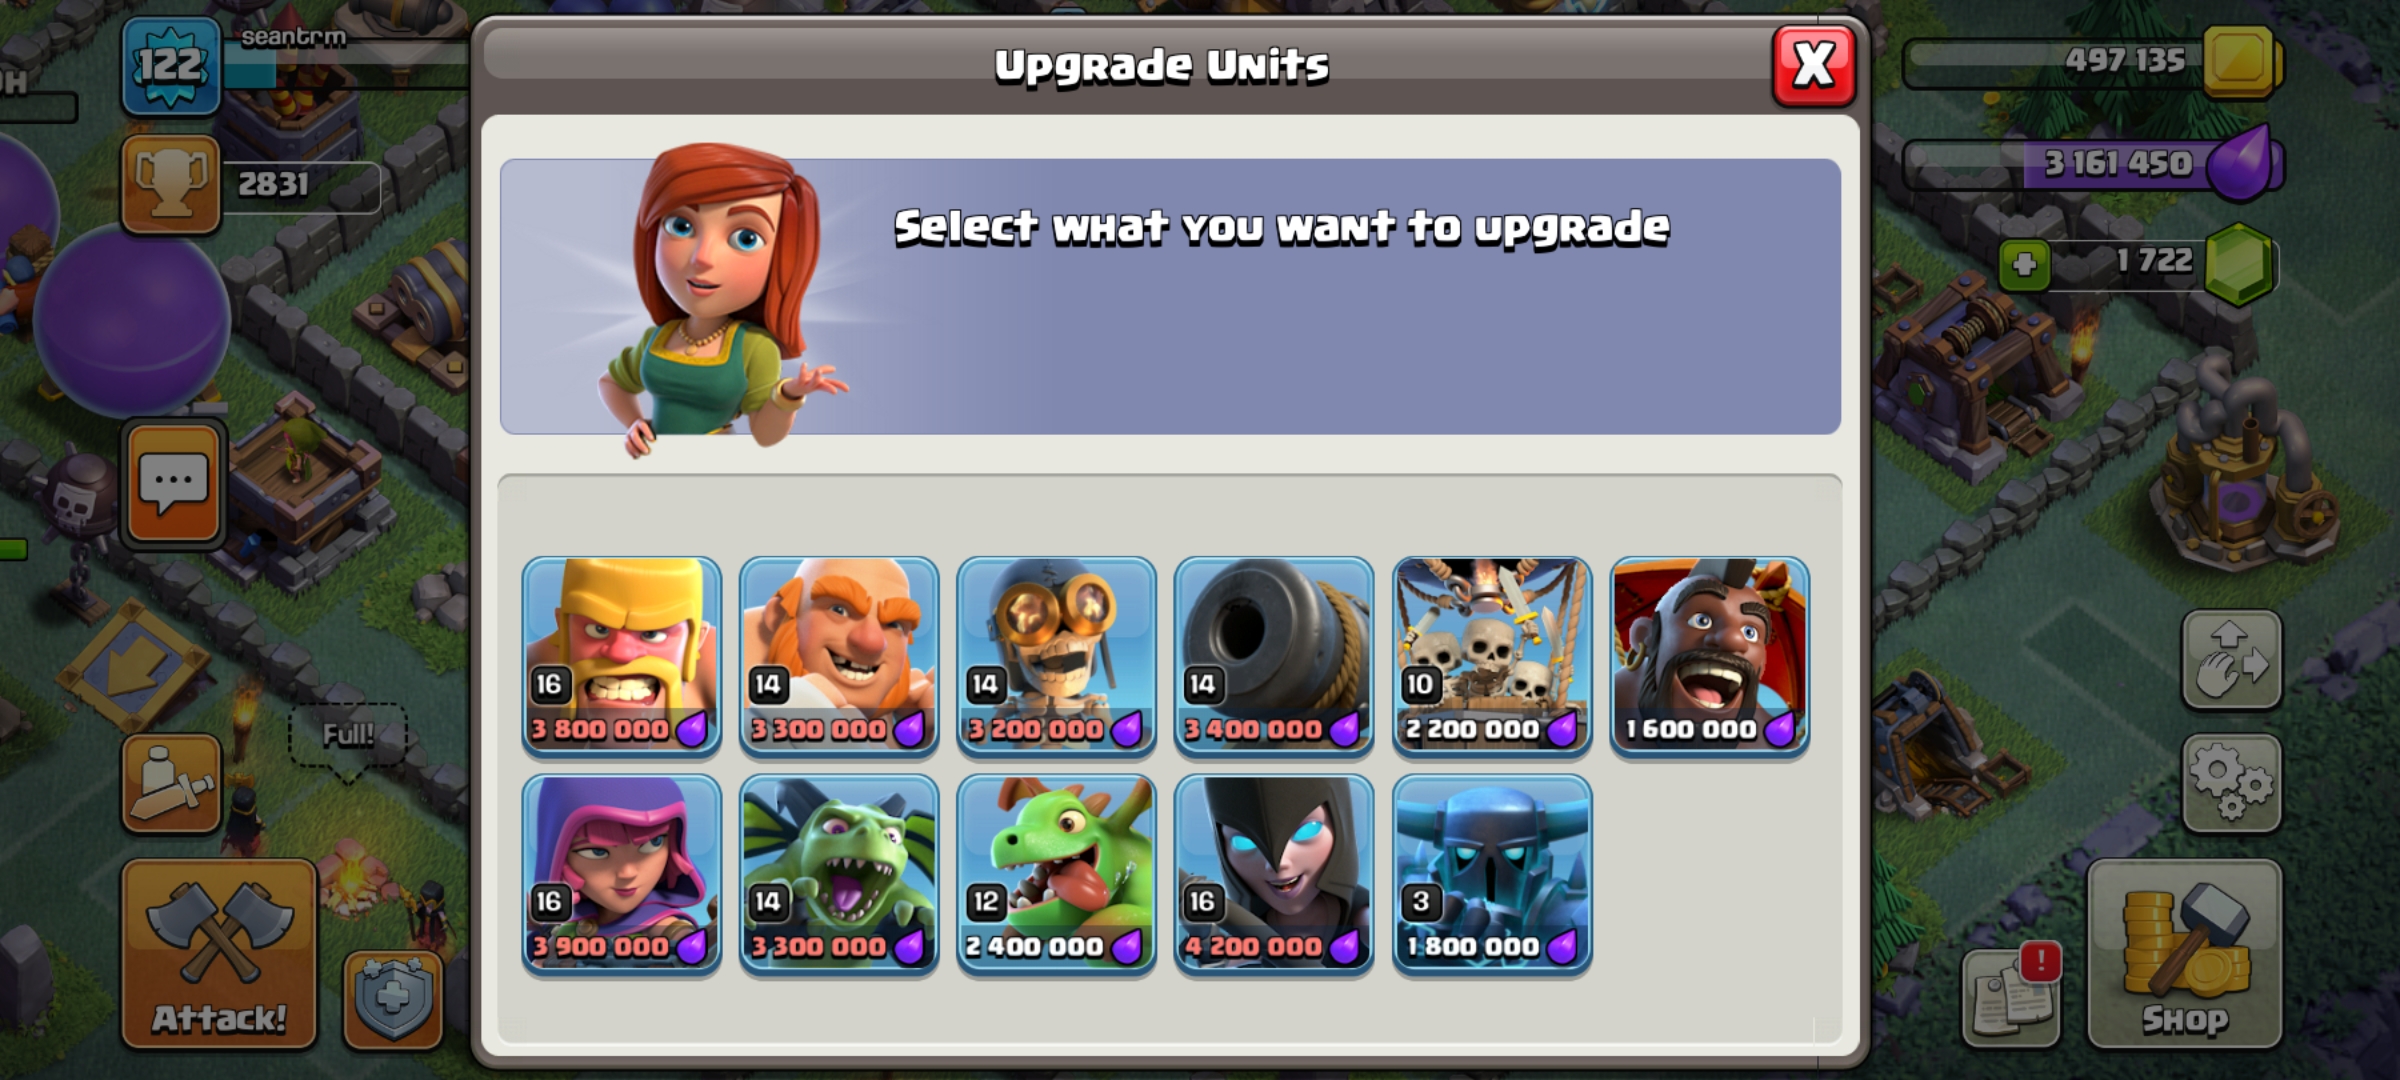 122
seantrm
Upgrade Units
X
497 135
2831
Select what you want to upgrade
3 161 450
1 722
16
14
14
14
10
3 800 000
3 300 000
3 200 000
3 400 000
2 200 000
1 600 000
Full!
16
14
12
16
3
3 900 000
3 300 000
2 400 000
4 200 000
1 800 000
!
Attack!
Shop